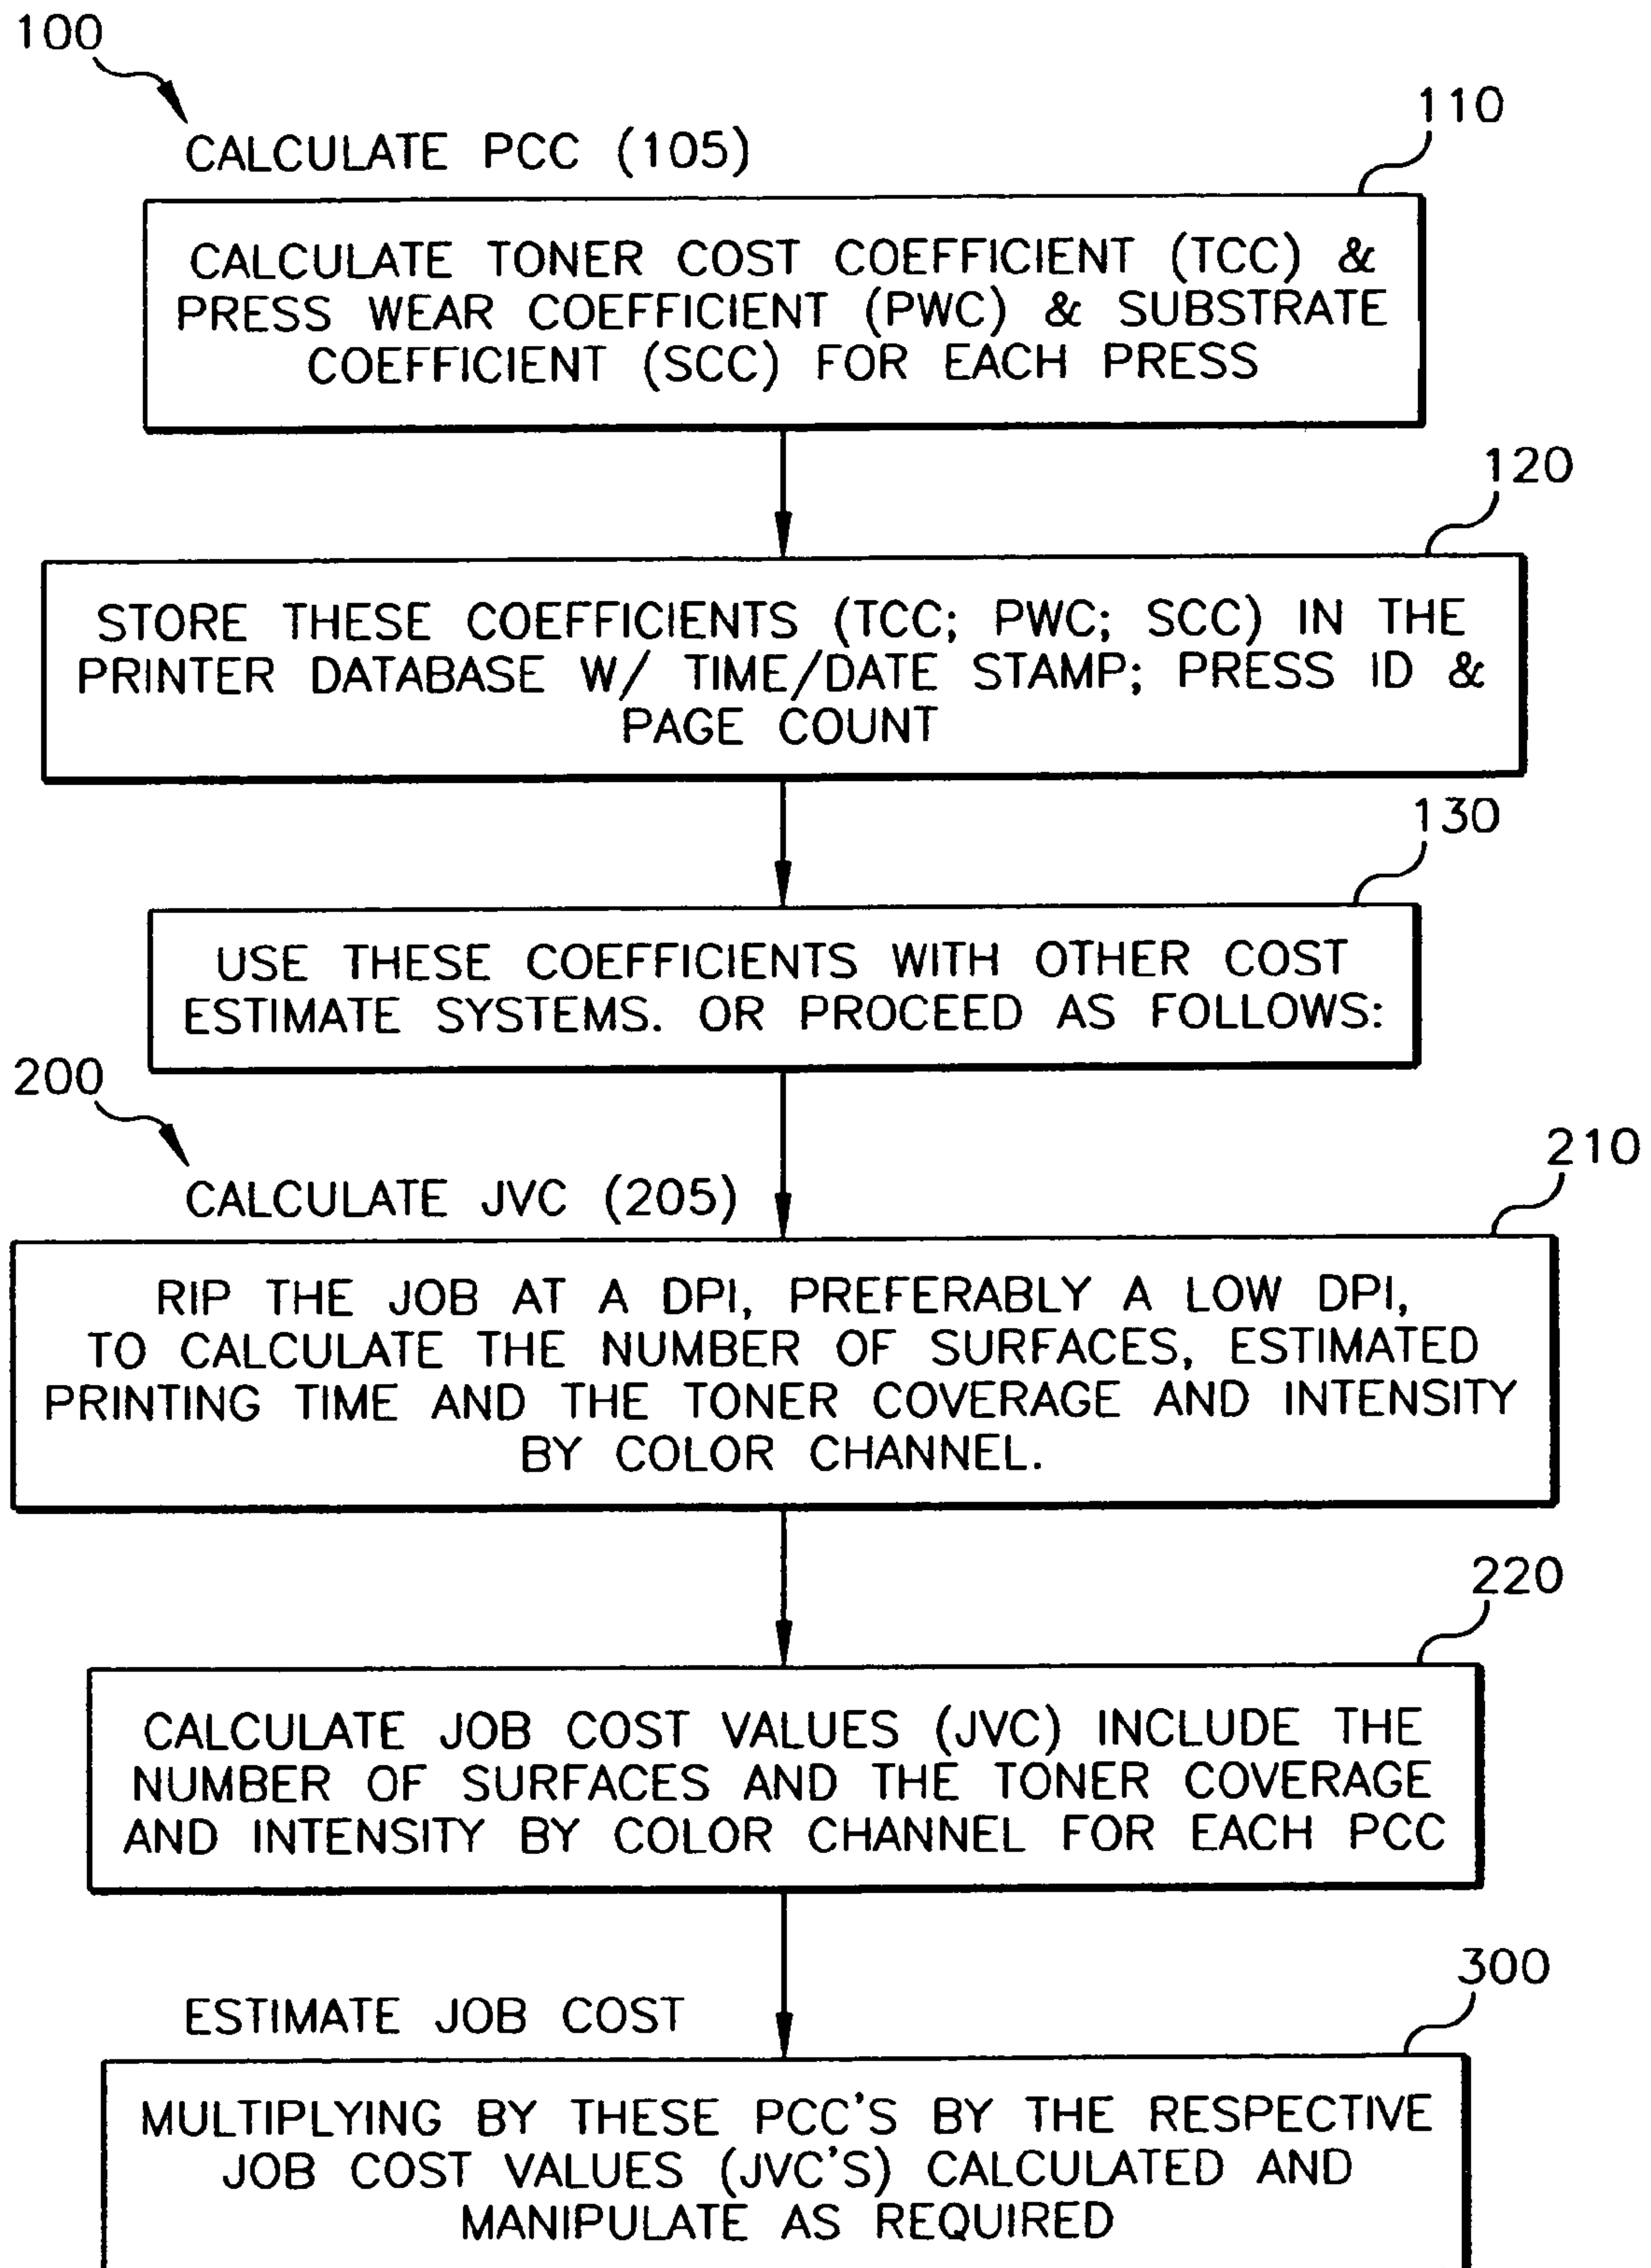 100
CALCULATE PCC (105)
110
CALCULATE TONER COST COEFFICIENT (TCC) &
PRESS WEAR COEFFICIENT (PWC) & SUBSTRATE
COEFFICIENT (SCC) FOR EACH PRESS
120
STORE THESE COEFFICIENTS (TCC; PWC; SCC) IN THE
PRINTER DATABASE W/ TIME/DATE STAMP; PRESS ID &
PAGE COUNT
130
USE THESE COEFFICIENTS WITH OTHER COST
ESTIMATE SYSTEMS. OR PROCEED AS FOLLOWS:
200
CALCULATE JVC (205)
210
RIP THE JOB AT A DPI, PREFERABLY A LOW DPI,
TO CALCULATE THE NUMBER OF SURFACES, ESTIMATED
PRINTING TIME AND THE TONER COVERAGE AND INTENSITY
BY COLOR CHANNEL.
220
CALCULATE JOB COST VALUES (JVC) INCLUDE THE
NUMBER OF SURFACES AND THE TONER COVERAGE
AND INTENSITY BY COLOR CHANNEL FOR EACH PCC
300
ESTIMATE JOB COST
MULTIPLYING BY THESE PCC'S BY THE RESPECTIVE
JOB COST VALUES (JVC'S) CALCULATED AND
MANIPULATE AS REQUIRED